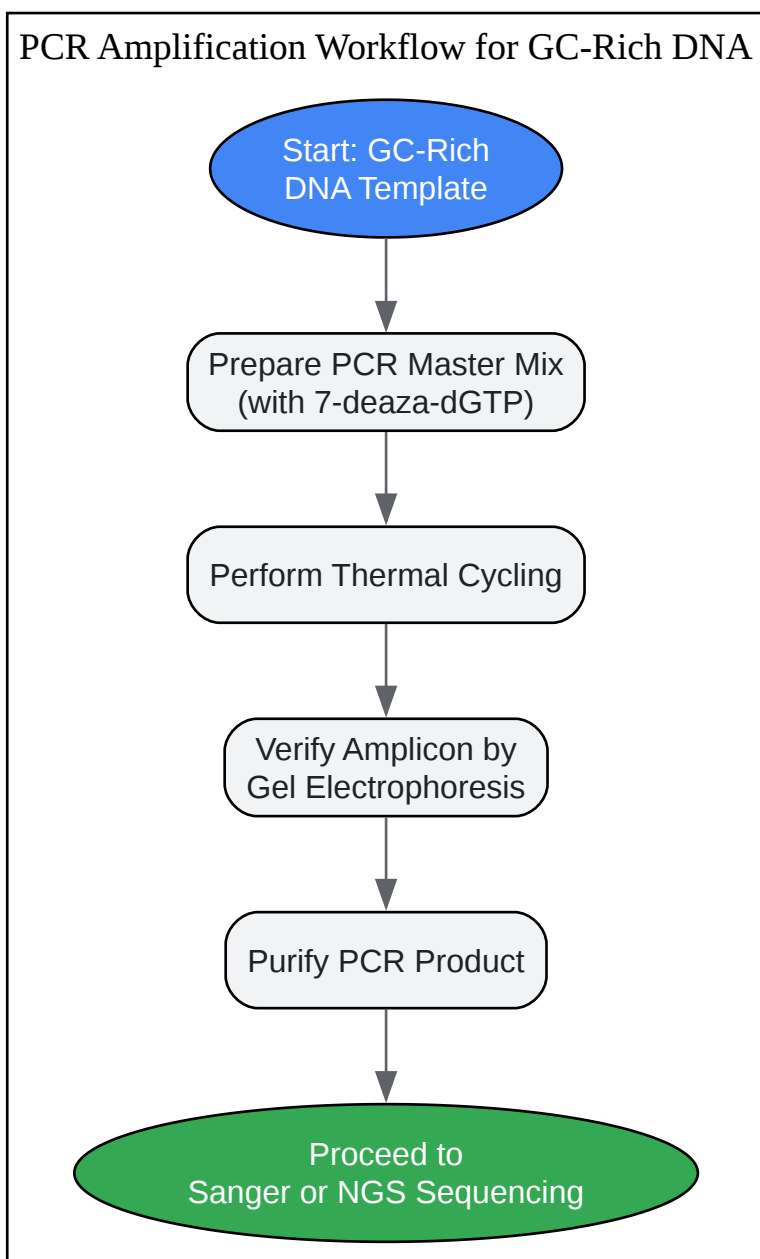 PCR Amplification Workflow for GC-Rich DNA
Start: GC-Rich
DNA Template
Prepare PCR Master Mix
(with 7-deaza-dGTP)
Perform Thermal Cycling
Verify Amplicon by
Gel Electrophoresis
Purify PCR Product
Proceed to
Sanger or NGS Sequencing